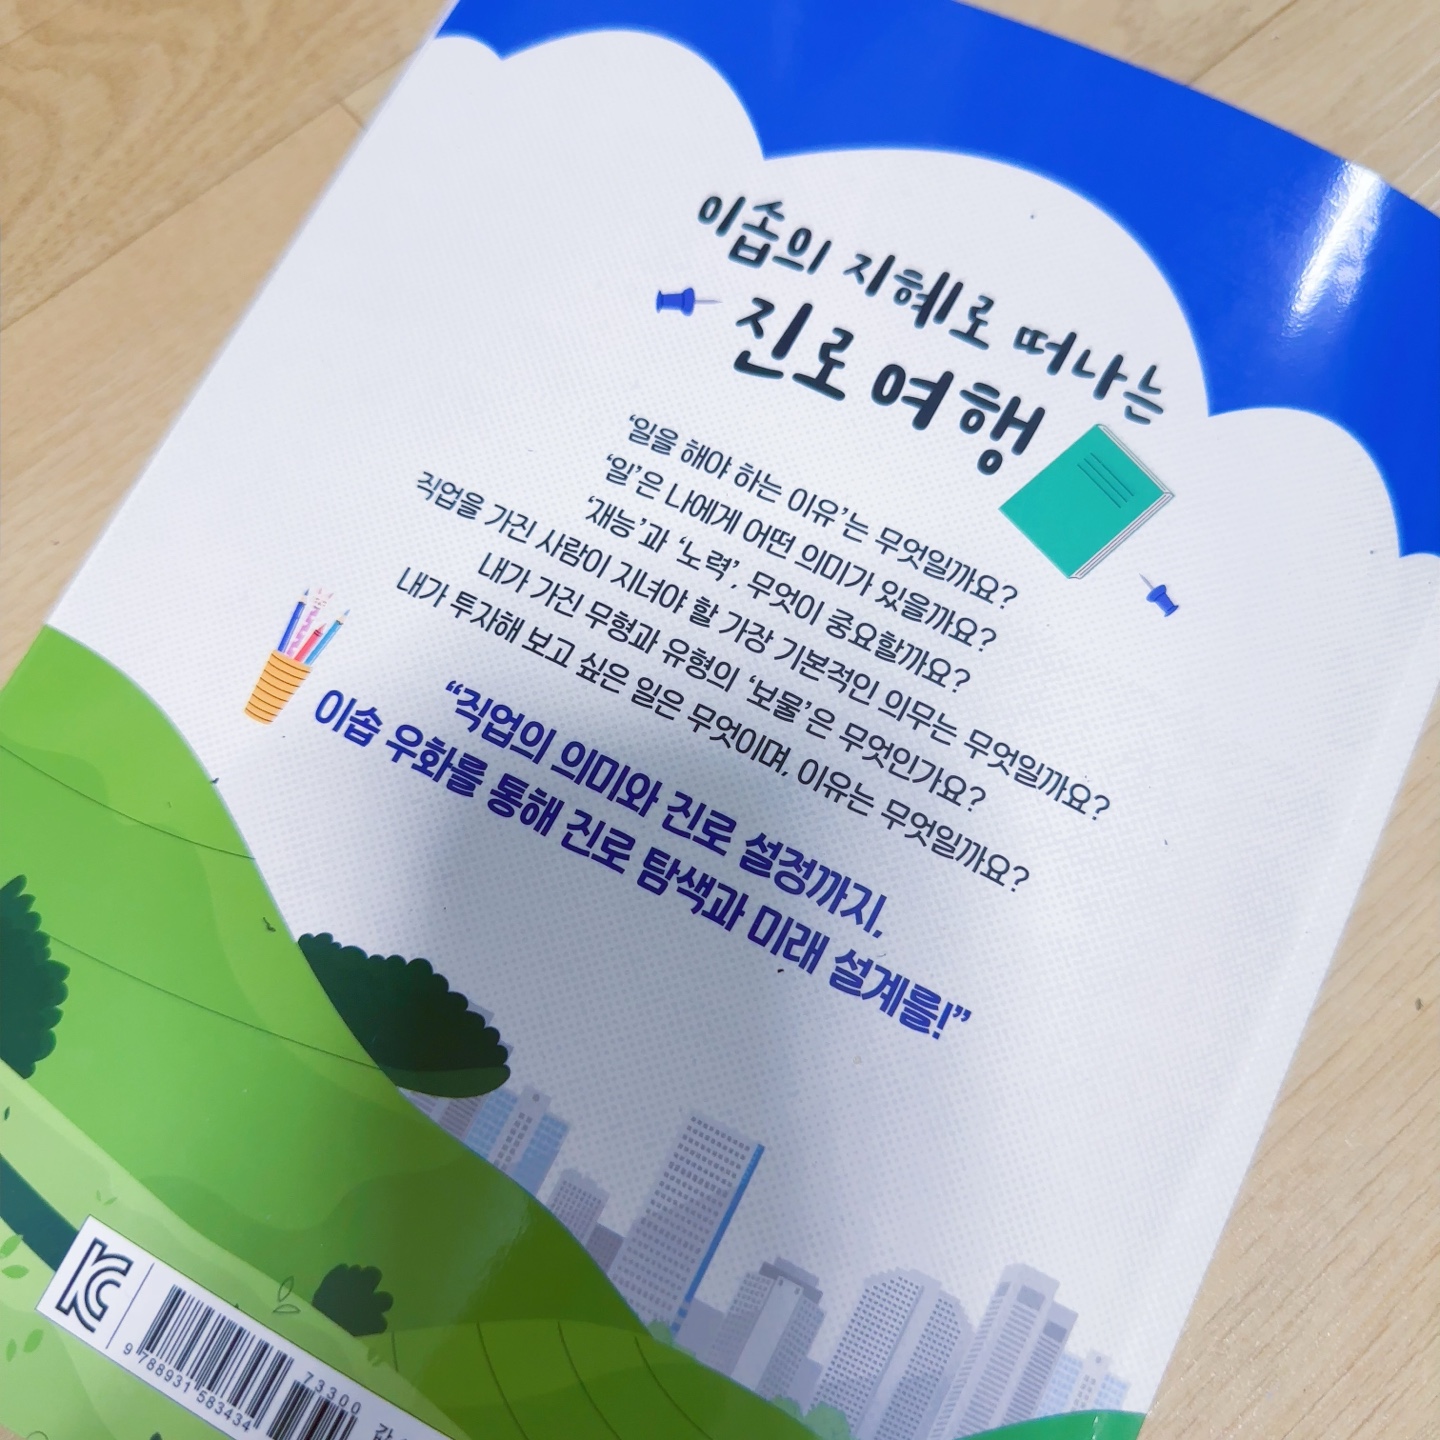 이솝의 지혜로 떠나는
진로 여행
‘일을 해야 하는 이유’는 무엇일까요?
‘일’은 나에게 어떤 의미가 있을까요?
‘재능’과 ‘노력’, 무엇이 중요할까요?
직업을 가진 사람이 지녀야 할 가장 기본적인 의무는 무엇일까요?
내가 가진 무형과 유형의 ‘보물’은 무엇인가요?
내가 투자해 보고 싶은 일은 무엇이며, 이유는 무엇일까요?
“직업의 의미와 진로 설정까지,
이솝 우화를 통해 진로 탐색과 미래 설계를!”
KC
73300
9 788931 583434